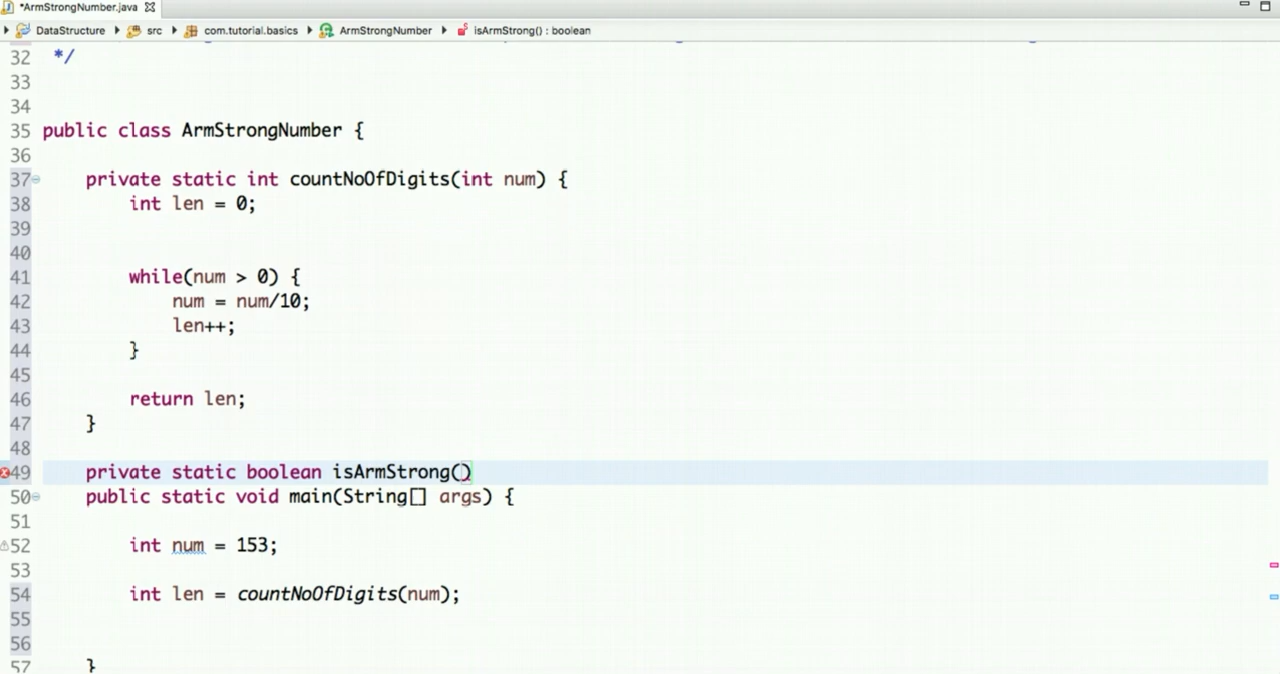 *ArmStrongNumber.java
DataStructure src com.tutorial.basics ArmStrongNumber isArmStrong() : boolean
32 */
33
34
35 public class ArmStrongNumber {
36
37 private static int countNoOfDigits(int num) {
38 int len = 0;
39
40
41 while(num > 0) {
42 num = num/10;
43 len++;
44 }
45
46 return len;
47 }
48
49 private static boolean isArmStrong()
50 public static void main(String[] args) {
51
52 int num = 153;
53
54 int len = countNoOfDigits(num);
55
56
57 }